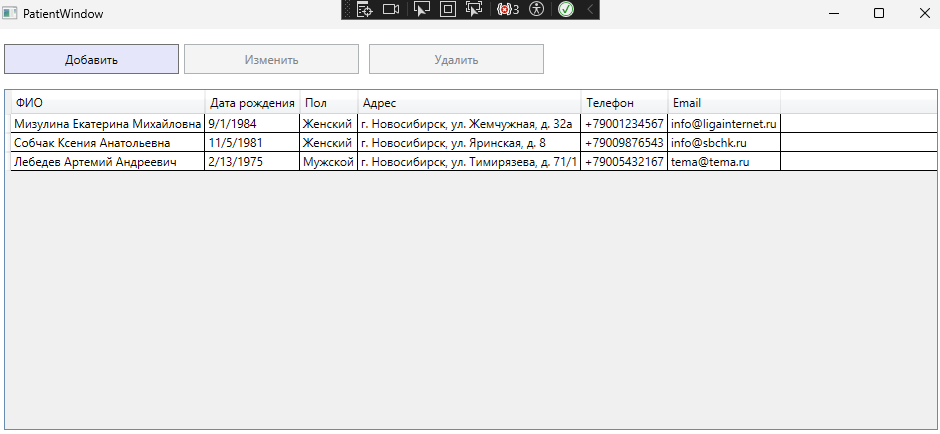 PatientWindow
3
Добавить Изменить Удалить
ФИО Дата рождения Пол Адрес Телефон Email
Мизулина Екатерина Михайловна 9/1/1984 Женский г. Новосибирск, ул. Жемчужная, д. 32а +79001234567 info@ligainternet.ru
Собчак Ксения Анатольевна 11/5/1981 Женский г. Новосибирск, ул. Яринская, д. 8 +79009876543 info@sbchk.ru
Лебедев Артемий Андреевич 2/13/1975 Мужской г. Новосибирск, ул. Тимирязева, д. 71/1 +79005432167 tema@tema.ru